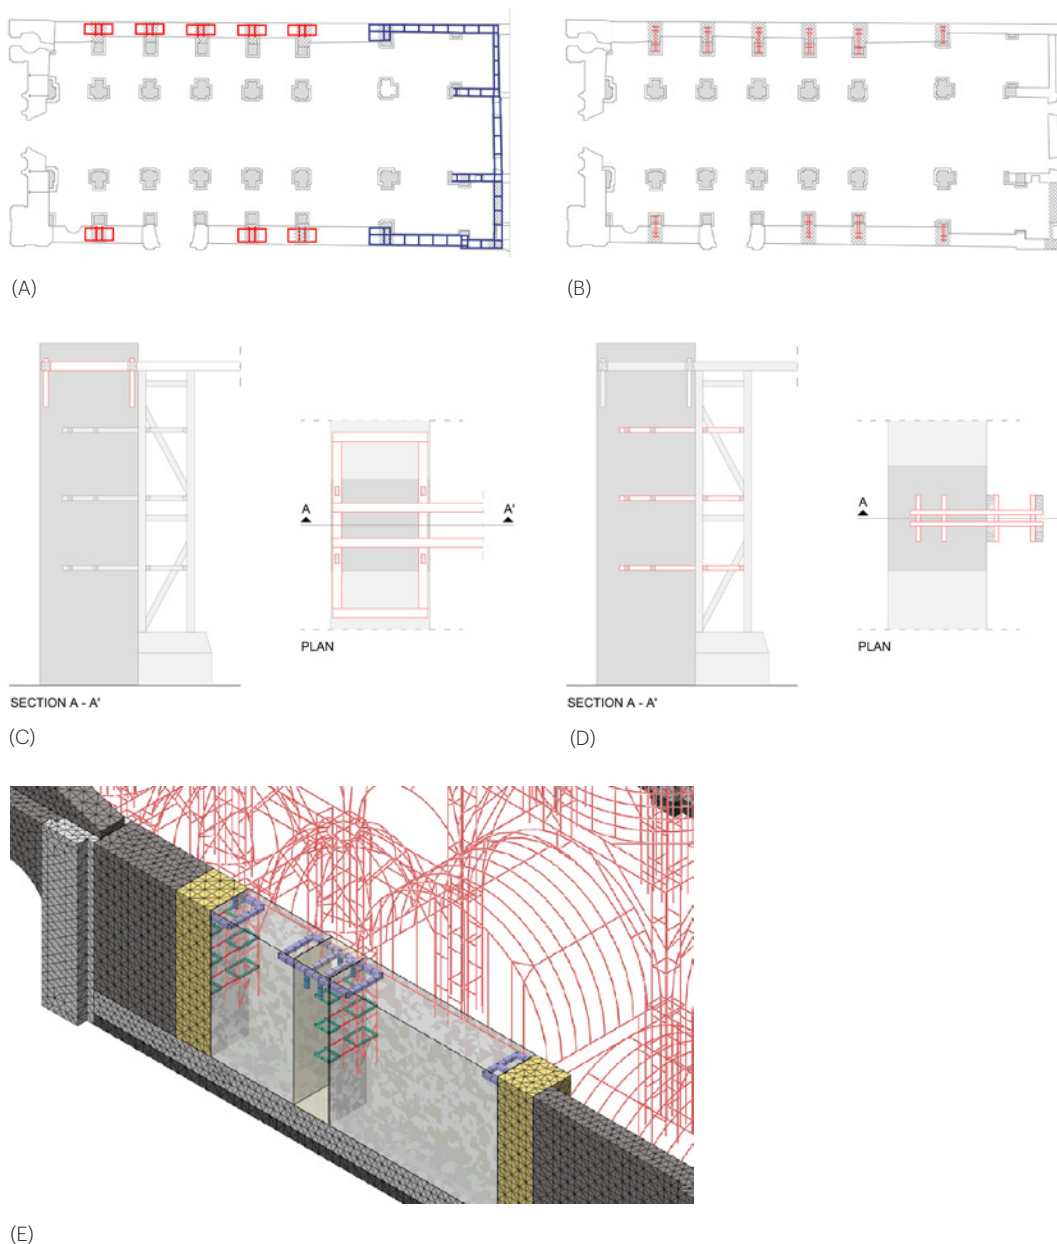 (A)
(B)
A
A'
PLAN
SECTION A - A'
(C)
A
PLAN
SECTION A - A'
(D)
(E)